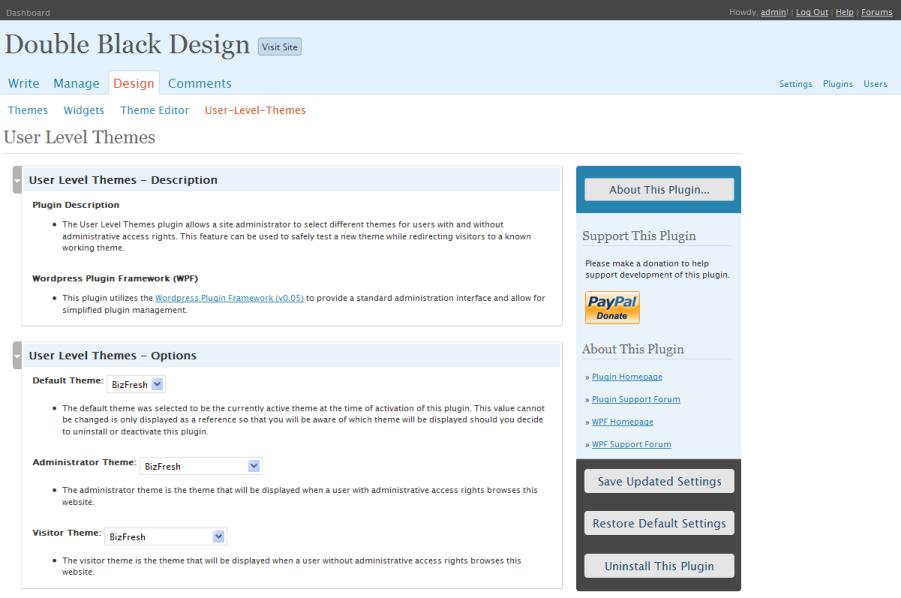 Dashboard
Howdy, admin! | Log Out | Help | Forums
Double Black Design Visit Site
Write Manage Design Comments
Settings Plugins Users
Themes Widgets Theme Editor User-Level-Themes
User Level Themes
User Level Themes - Description
Plugin Description
• The User Level Themes plugin allows a site administrator to select different themes for users with and without
administrative access rights. This feature can be used to safely test a new theme while redirecting visitors to a known
working theme.
Wordpress Plugin Framework (WPF)
• This plugin utilizes the Wordpress Plugin Framework (v0.05) to provide a standard administration interface and allow for
simplified plugin management.
User Level Themes - Options
Default Theme: BizFresh
• The default theme was selected to be the currently active theme at the time of activation of this plugin. This value cannot
be changed is only displayed as a reference so that you will be aware of which theme will be displayed should you decide
to uninstall or deactivate this plugin.
Administrator Theme: BizFresh
• The administrator theme is the theme that will be displayed when a user with administrative access rights browses this
website.
Visitor Theme: BizFresh
• The visitor theme is the theme that will be displayed when a user without administrative access rights browses this
website.
About This Plugin...
Support This Plugin
Please make a donation to help
support development of this plugin.
PayPal
Donate
About This Plugin
» Plugin Homepage
» Plugin Support Forum
» WPF Homepage
» WPF Support Forum
Save Updated Settings
Restore Default Settings
Uninstall This Plugin